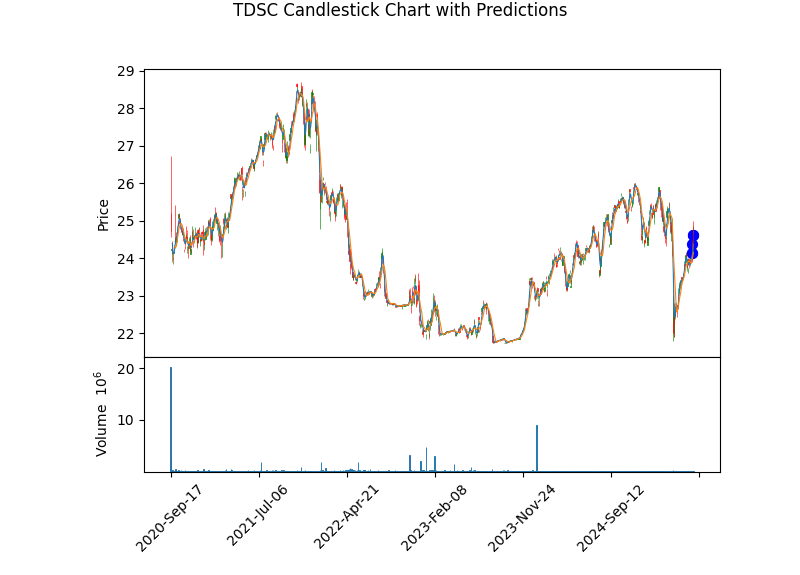 TDSC Candlestick Chart with Predictions
29
28
27
26
25
24
23
22
Price
20
10
Volume 10^6
2020-Sep-17
2021-Jul-06
2022-Apr-21
2023-Feb-08
2023-Nov-24
2024-Sep-12